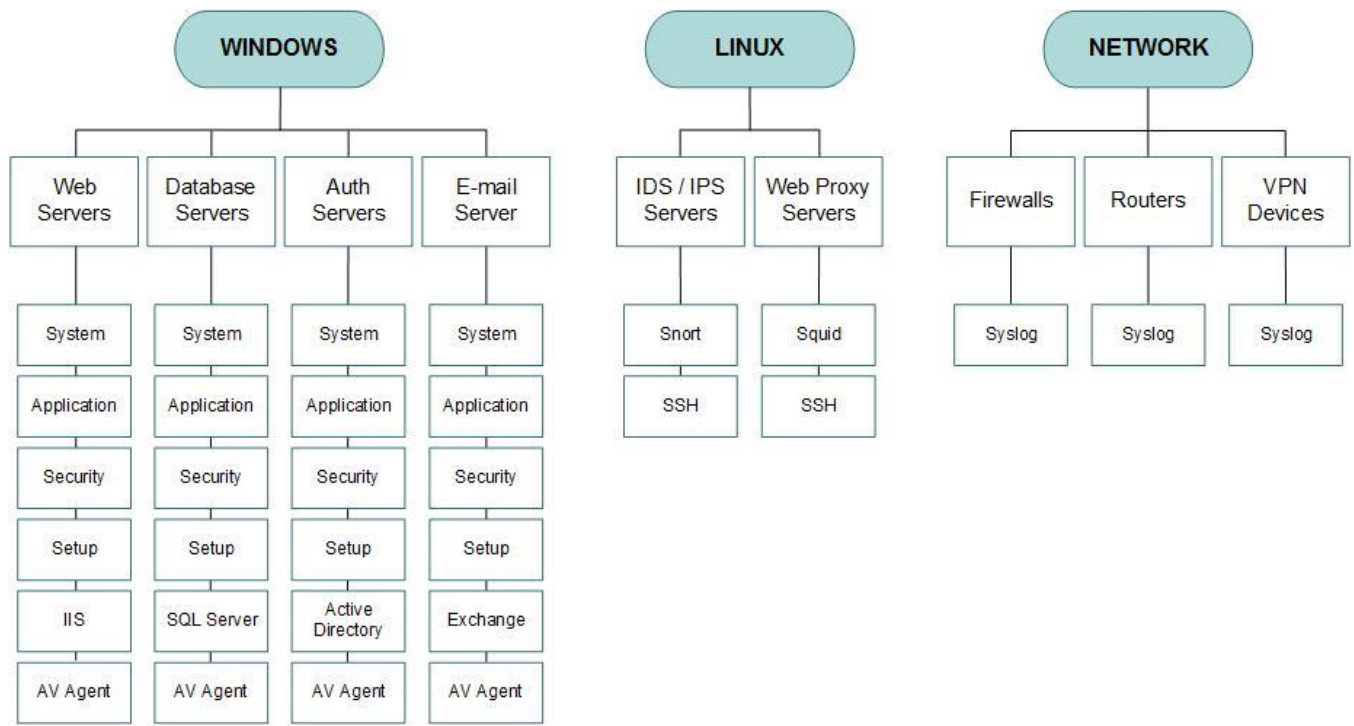 WINDOWS
LINUX
NETWORK
Web
Servers
Database
Servers
Auth
Servers
E-mail
Server
IDS / IPS
Servers
Web Proxy
Servers
Firewalls
Routers
VPN
Devices
System
System
System
System
Snort
Squid
Syslog
Syslog
Syslog
Application
Application
Application
Application
SSH
SSH
Security
Security
Security
Security
Setup
Setup
Setup
Setup
IIS
SQL Server
Active
Directory
Exchange
AV Agent
AV Agent
AV Agent
AV Agent